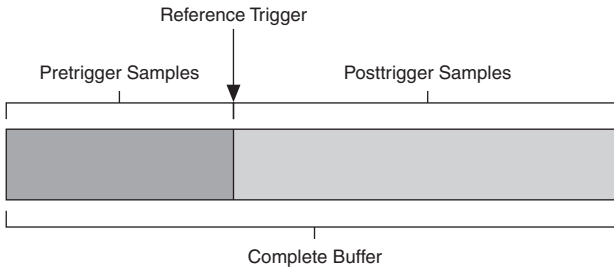 Reference Trigger
Pretrigger Samples
Posttrigger Samples
Complete Buffer